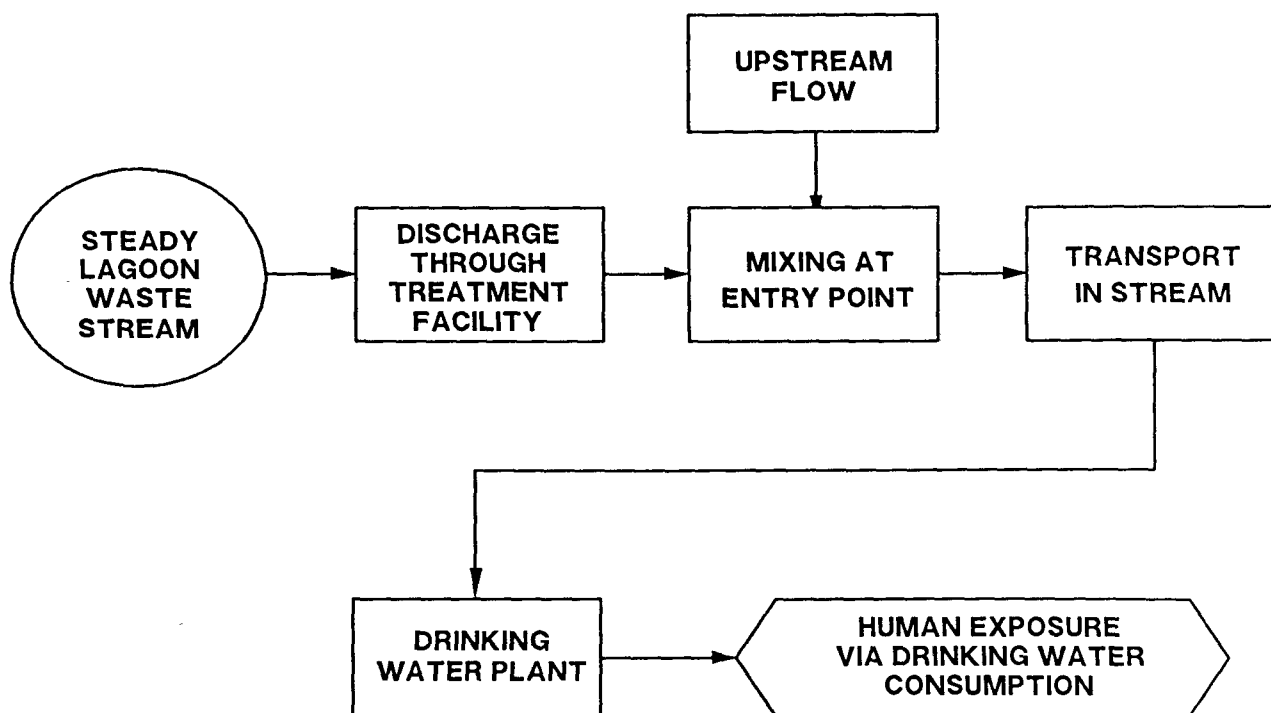 UPSTREAM
FLOW
STEADY
LAGOON
WASTE
STREAM
DISCHARGE
THROUGH
TREATMENT
FACILITY
MIXING AT
ENTRY POINT
TRANSPORT
IN STREAM
DRINKING
WATER PLANT
HUMAN EXPOSURE
VIA DRINKING WATER
CONSUMPTION